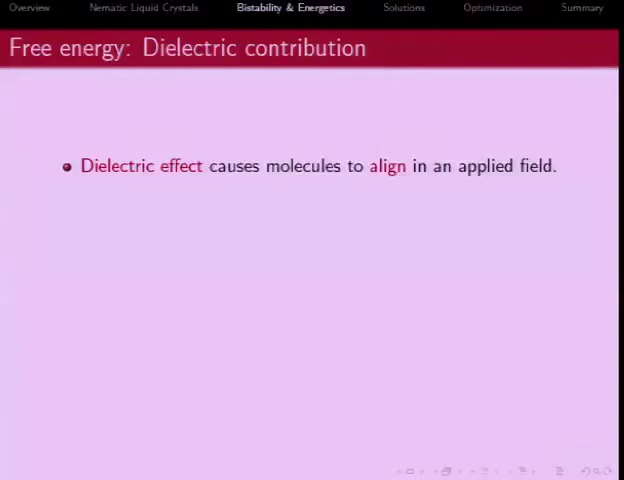 Overview Nematic Liquid Crystals Bistability & Energetics Solutions Optimization Summary
Free energy: Dielectric contribution
Dielectric effect causes molecules to align in an applied field.